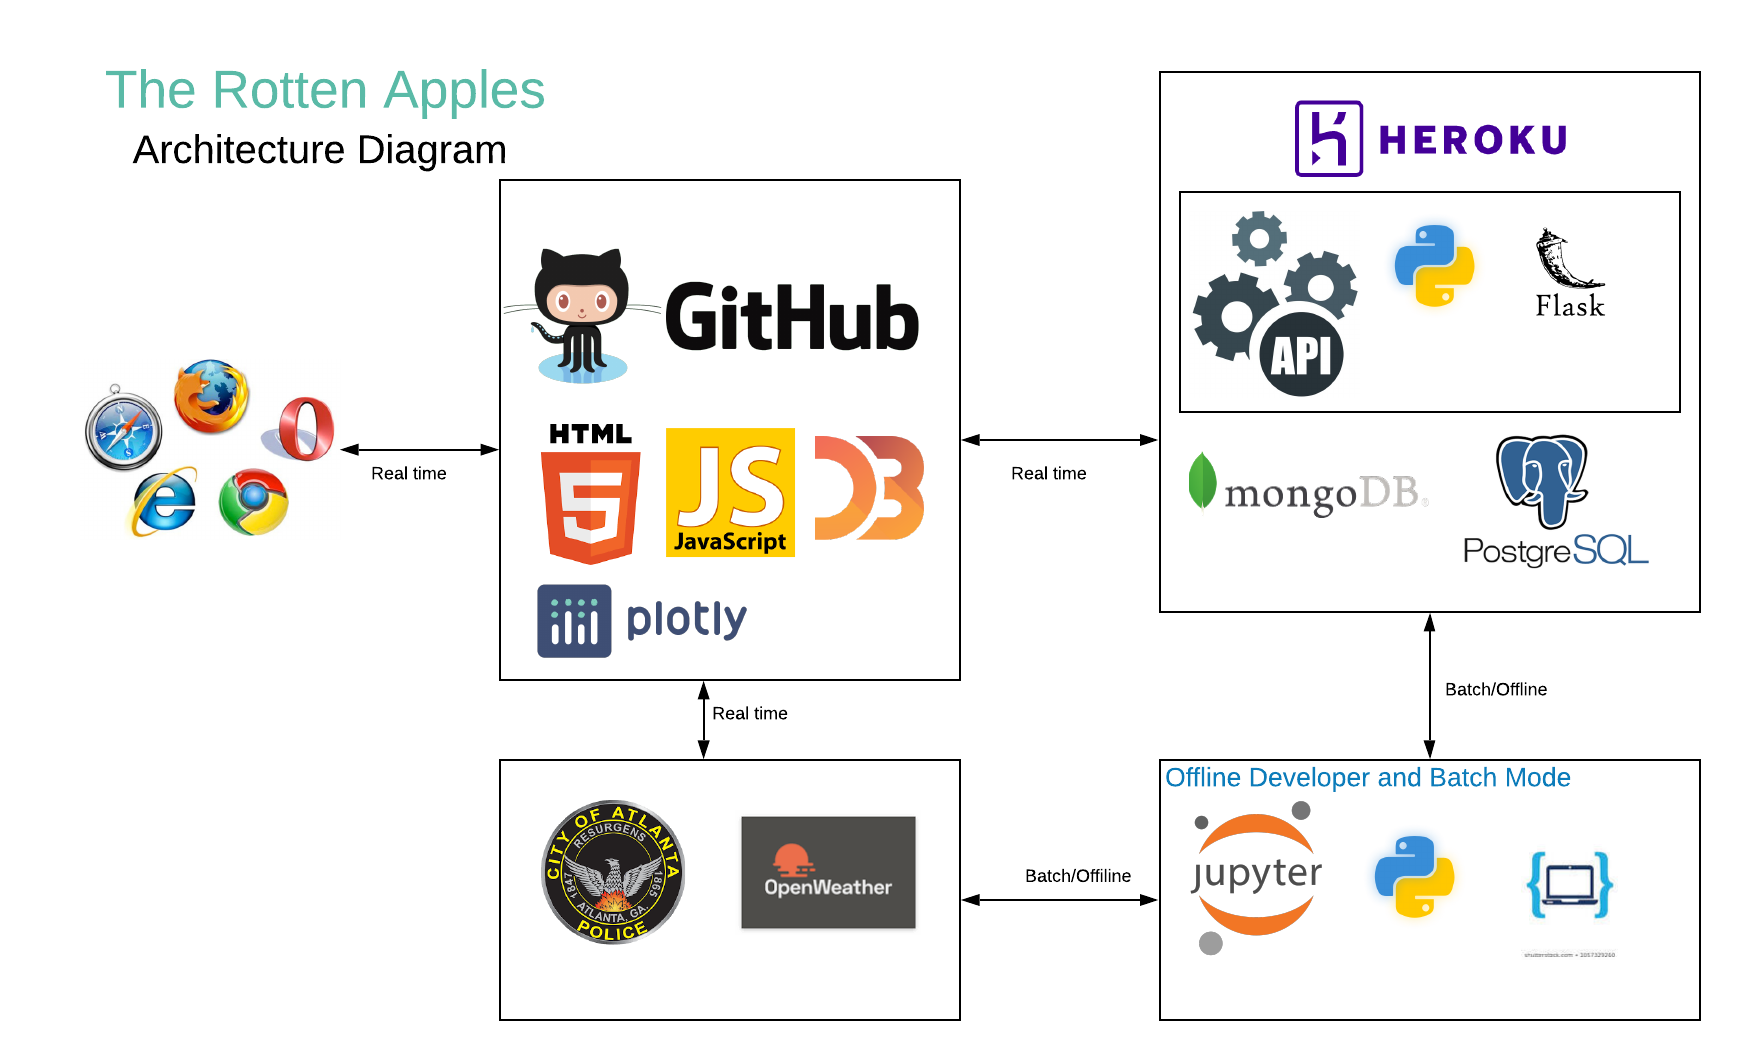 The Rotten Apples
Architecture Diagram
HEROKU
API
Flask
GitHub
HTML
5
JS
JavaScript
D3
plotly
mongoDB®
PostgreSQL
Real time
Real time
Real time
Batch/Offline
CITY OF ATLANTA
RESURGENS
1847
1865
ATLANTA, GA.
POLICE
OpenWeather
Batch/Offiline
Offline Developer and Batch Mode
jupyter
shutterstock.com • 1057329260